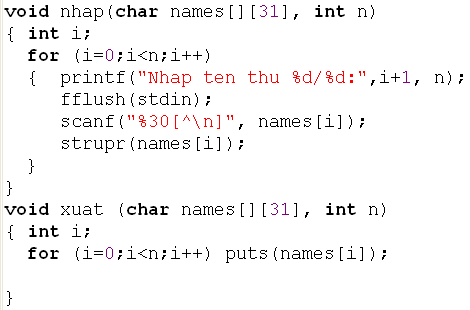 void nhap(char names[][31], int n)
{ int i;
  for (i=0;i<n;i++)
  {  printf("Nhap ten thu %d/%d:",i+1, n);
     fflush(stdin);
     scanf("%30[^\n]", names[i]);
     strupr(names[i]);
  }
}
void xuat (char names[][31], int n)
{ int i;
  for (i=0;i<n;i++) puts(names[i]);
}